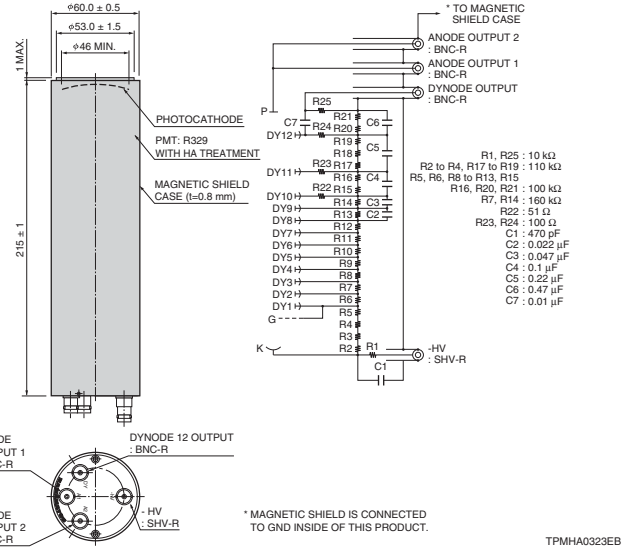 φ60.0 ± 0.5
φ53.0 ± 1.5
φ46 MIN.
1 MAX.
215 ± 1
PHOTOCATHODE
PMT: R329
WITH HA TREATMENT
MAGNETIC SHIELD
CASE (t=0.8 mm)
* TO MAGNETIC
SHIELD CASE
ANODE OUTPUT 2
: BNC-R
ANODE OUTPUT 1
: BNC-R
DYNODE OUTPUT
: BNC-R
P
R25
C7
R24
DY12
R23
DY11
R22
DY10
DY9
DY8
DY7
DY6
DY5
DY4
DY3
DY2
DY1
G
K
R21
R20
R19
R18
R17
R16
R15
R14
R13
R12
R11
R10
R9
R8
R7
R6
R5
R4
R3
R2
R1
C6
C5
C4
C3
C2
C1
-HV
: SHV-R
R1, R25 : 10 kΩ
R2 to R4, R17 to R19 : 110 kΩ
R5, R6, R8 to R13, R15
R16, R20, R21 : 100 kΩ
R7, R14 : 160 kΩ
R22 : 51 Ω
R23, R24 : 100 Ω
C1 : 470 pF
C2 : 0.022 µF
C3 : 0.047 µF
C4 : 0.1 µF
C5 : 0.22 µF
C6 : 0.47 µF
C7 : 0.01 µF
DYNODE 12 OUTPUT
: BNC-R
- HV
: SHV-R
* MAGNETIC SHIELD IS CONNECTED
TO GND INSIDE OF THIS PRODUCT.
TPMHA0323EB